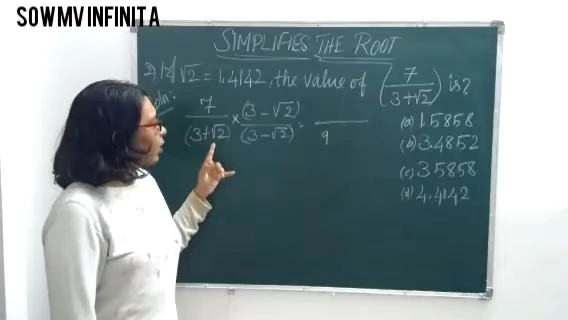 SOWMV INFINIT A
SIMPLIFIES THE ROOT
2) If √2 = 1.4142, the value of (7/(3+√2)) is?
Soln:
7/(3+√2) × (3-√2)/(3-√2) = ―/9
(a) 1.5858
(b) 3.4852
(c) 3.5858
(d) 4.4142